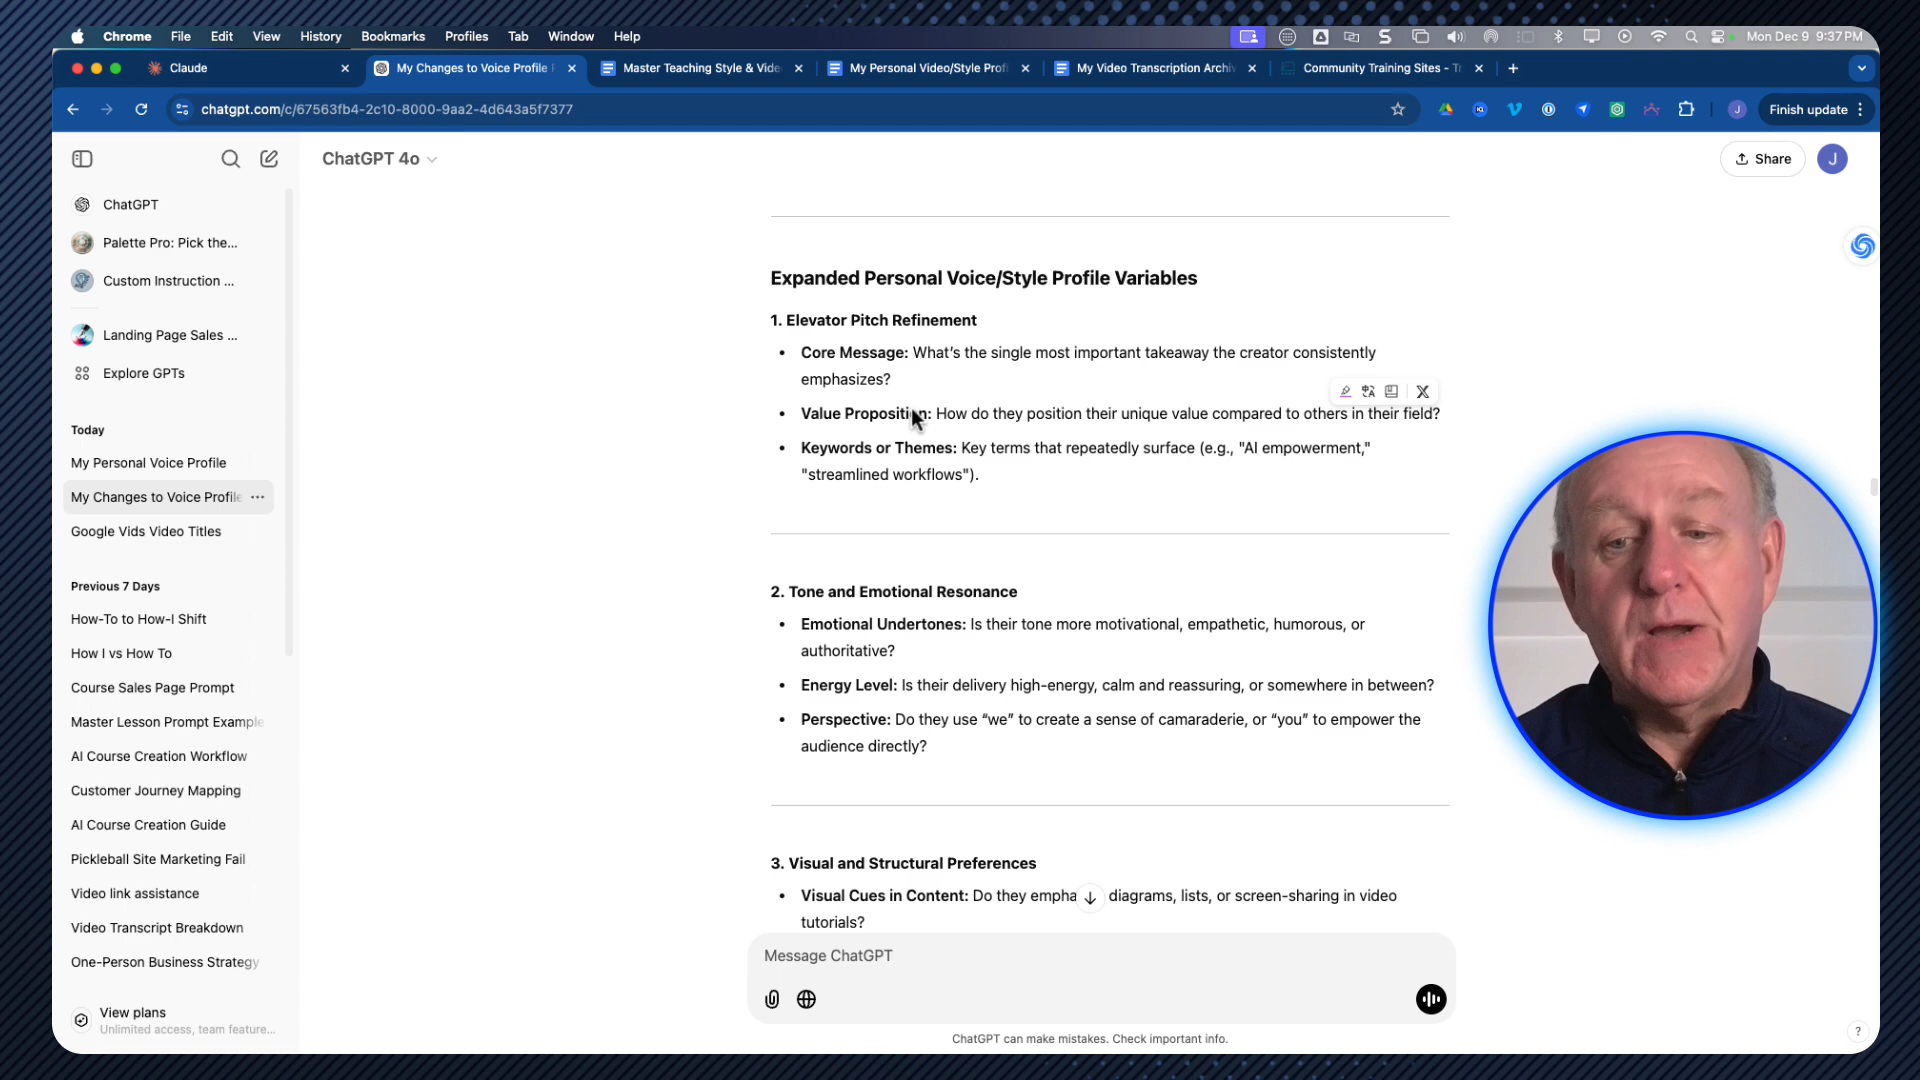 Chrome File Edit View History Bookmarks Profiles Tab Window Help
Mon Dec 9 9:37 PM
Claude
My Changes to Voice Profile
Master Teaching Style & Vide
My Personal Video/Style Prof
My Video Transcription Archi
Community Training Sites - Tr
chatgpt.com/c/67563fb4-2c10-8000-9aa2-4d643a5f7377
J
Finish update
ChatGPT 4o
Share
J
ChatGPT
Palette Pro: Pick the...
Custom Instruction ...
Landing Page Sales ...
Explore GPTs
Today
My Personal Voice Profile
My Changes to Voice Profile
Google Vids Video Titles
Previous 7 Days
How-To to How-I Shift
How I vs How To
Course Sales Page Prompt
Master Lesson Prompt Example
AI Course Creation Workflow
Customer Journey Mapping
AI Course Creation Guide
Pickleball Site Marketing Fail
Video link assistance
Video Transcript Breakdown
One-Person Business Strategy
View plans
Unlimited access, team feature...
Expanded Personal Voice/Style Profile Variables
1. Elevator Pitch Refinement
• Core Message: What's the single most important takeaway the creator consistently
emphasizes?
• Value Proposition: How do they position their unique value compared to others in their field?
• Keywords or Themes: Key terms that repeatedly surface (e.g., "AI empowerment,"
"streamlined workflows").
2. Tone and Emotional Resonance
• Emotional Undertones: Is their tone more motivational, empathetic, humorous, or
authoritative?
• Energy Level: Is their delivery high-energy, calm and reassuring, or somewhere in between?
• Perspective: Do they use “we” to create a sense of camaraderie, or “you” to empower the
audience directly?
3. Visual and Structural Preferences
• Visual Cues in Content: Do they empha diagrams, lists, or screen-sharing in video
tutorials?
Message ChatGPT
ChatGPT can make mistakes. Check important info.
?